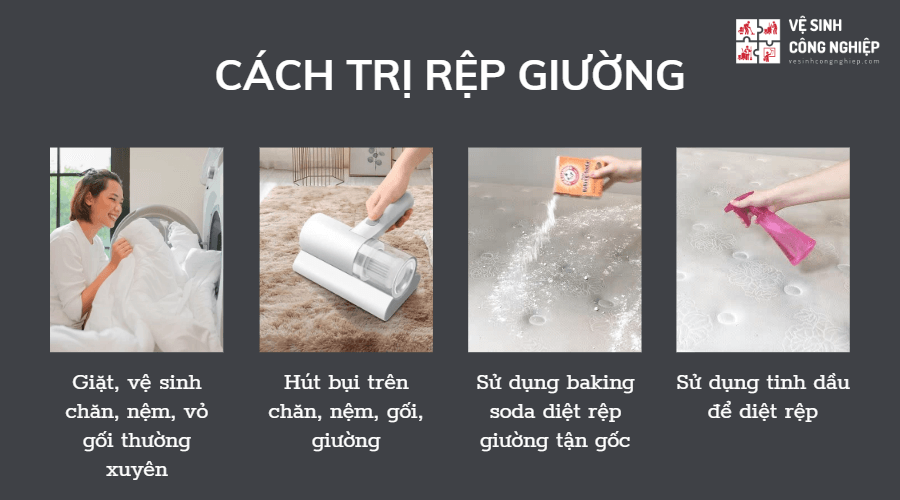 VỆ SINH
CÔNG NGHIỆP
vesinhcongnghiep.com
CÁCH TRỊ RỆP GIƯỜNG
Giặt, vệ sinh
chăn, nệm, vỏ
gối thường
xuyên
Hút bụi trên
chăn, nệm, gối,
giường
Sử dụng baking
soda diệt rệp
giường tận gốc
Sử dụng tinh dầu
để diệt rệp